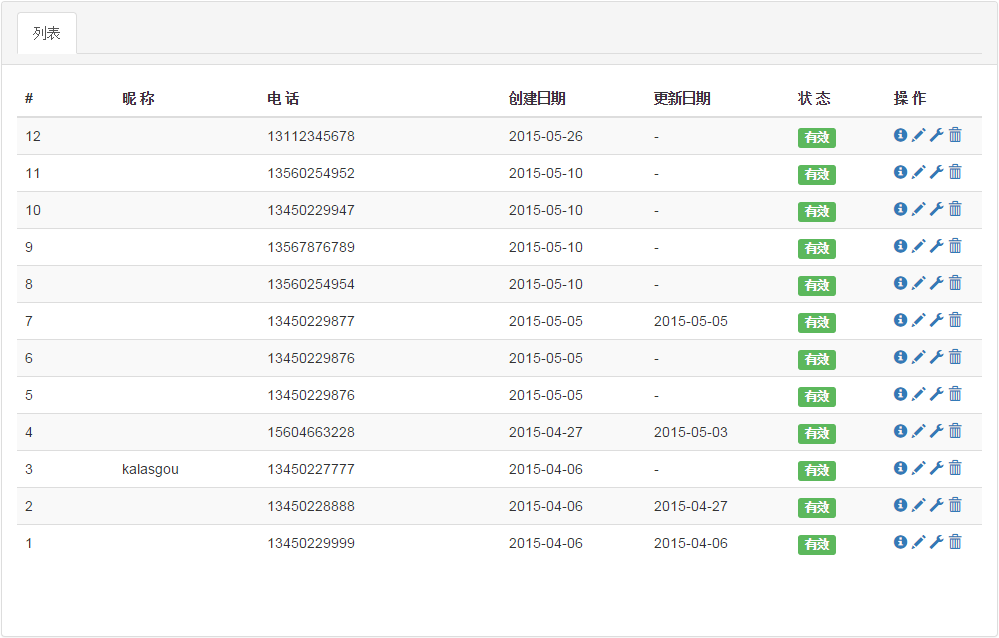 列表
# 昵 称 电 话 创建日期 更新日期 状 态 操 作
12 13112345678 2015-05-26 - 有效
11 13560254952 2015-05-10 - 有效
10 13450229947 2015-05-10 - 有效
9 13567876789 2015-05-10 - 有效
8 13560254954 2015-05-10 - 有效
7 13450229877 2015-05-05 2015-05-05 有效
6 13450229876 2015-05-05 - 有效
5 13450229876 2015-05-05 - 有效
4 15604663228 2015-04-27 2015-05-03 有效
3 kalasgou 13450227777 2015-04-06 - 有效
2 13450228888 2015-04-06 2015-04-27 有效
1 13450229999 2015-04-06 2015-04-06 有效